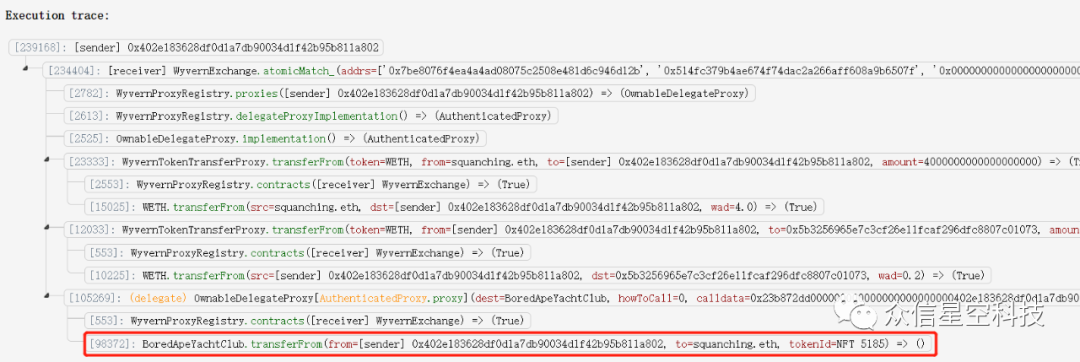 Execution trace:
[239168]: [sender] 0x402e183628df0d1a7db90034d1f42b95b811a802
[234404]: [receiver] WyvernExchange.atomicMatch_(addrs=['0x7be8076f4ea4a4ad08075c2508e481d6c946d12b', '0x514fc379b4ae674f74dac2a266aff608a9b6507f', '0x0000000000000000000000000
[2782]: WyvernProxyRegistry.proxies([sender] 0x402e183628df0d1a7db90034d1f42b95b811a802) => (OwnableDelegateProxy)
[2613]: WyvernProxyRegistry.delegateProxyImplementation() => (AuthenticatedProxy)
[2525]: OwnableDelegateProxy.implementation() => (AuthenticatedProxy)
[23333]: WyvernTokenTransferProxy.transferFrom(token=WETH, from=squanching.eth, to=[sender] 0x402e183628df0d1a7db90034d1f42b95b811a802, amount=4000000000000000000) => (T
[2553]: WyvernProxyRegistry.contracts([receiver] WyvernExchange) => (True)
[15025]: WETH.transferFrom(src=squanching.eth, dst=[sender] 0x402e183628df0d1a7db90034d1f42b95b811a802, wad=4.0) => (True)
[12033]: WyvernTokenTransferProxy.transferFrom(token=WETH, from=[sender] 0x402e183628df0d1a7db90034d1f42b95b811a802, to=0x5b3256965e7c3cf26e11fcaf296dfc8807c01073, amoun
[553]: WyvernProxyRegistry.contracts([receiver] WyvernExchange) => (True)
[10225]: WETH.transferFrom(src=[sender] 0x402e183628df0d1a7db90034d1f42b95b811a802, dst=0x5b3256965e7c3cf26e11fcaf296dfc8807c01073, wad=0.2) => (True)
[105269]: (delegate) OwnableDelegateProxy[AuthenticatedProxy.proxy](dest=BoredApeYachtClub, howToCall=0, calldata=
[553]: WyvernProxyRegistry.contracts([receiver] WyvernExchange) => (True)
众信星空科技
[98372]: BoredApeYachtClub.transferFrom(from=[sender] 0x402e183628df0d1a7db90034d1f42b95b811a802, to=squanching.eth, tokenId=NFT 5185) => ()